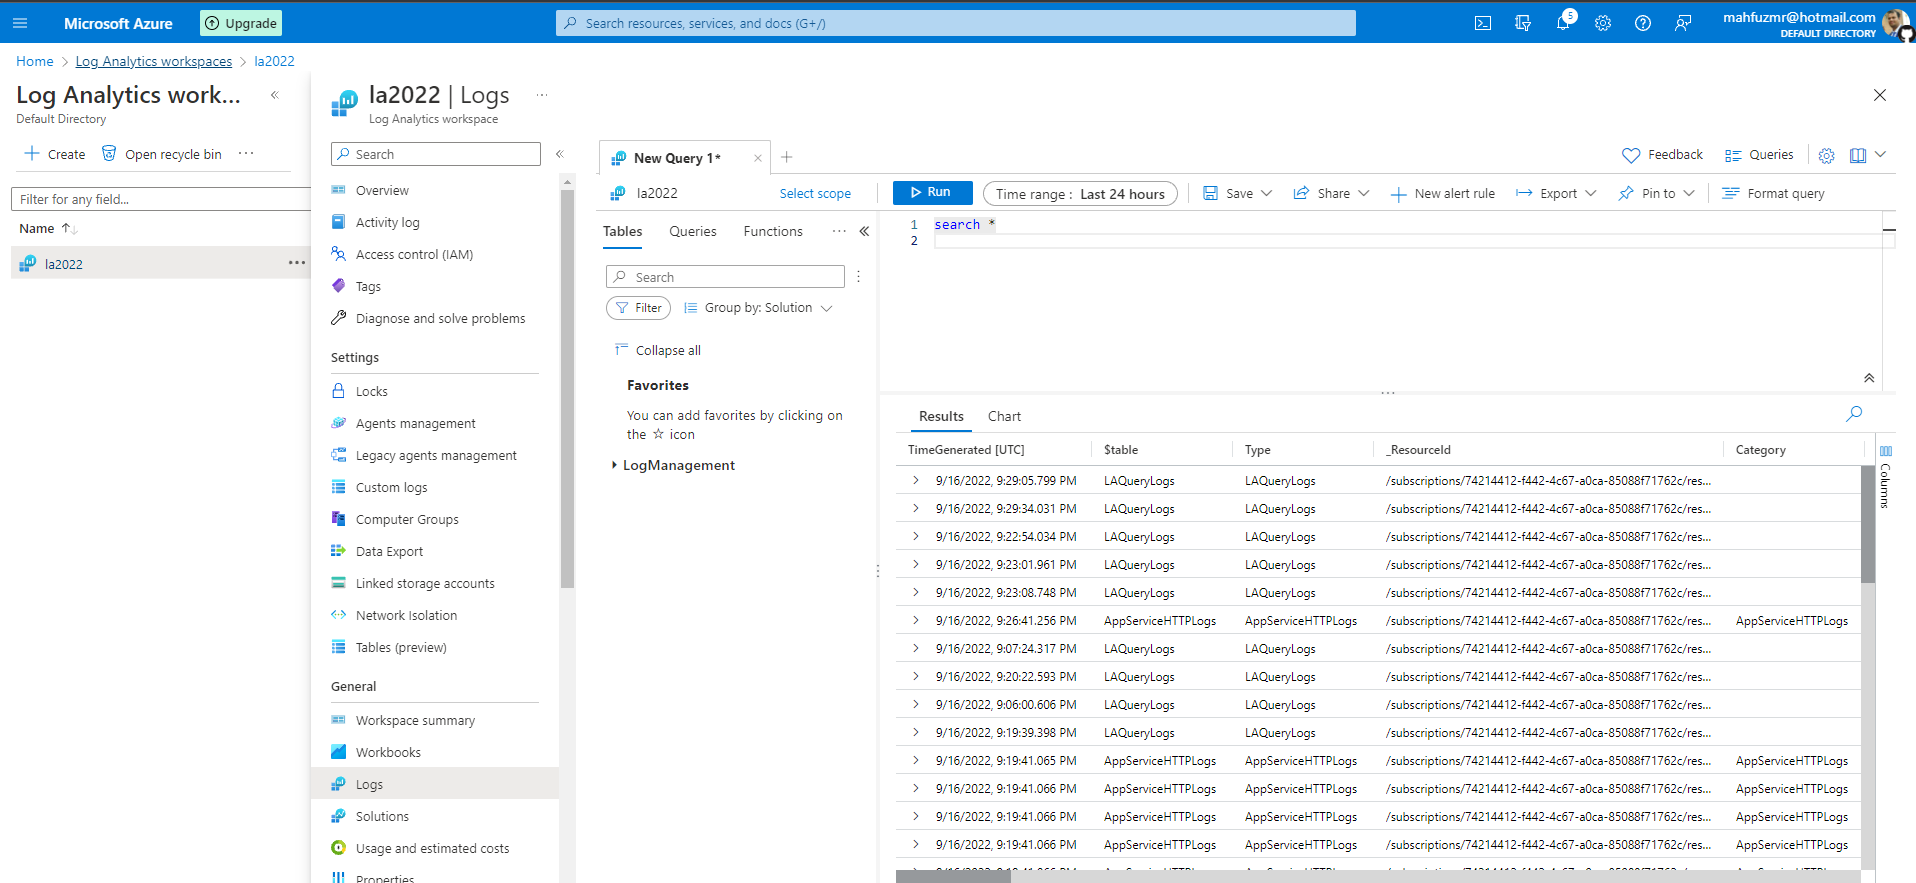 Microsoft Azure
Upgrade
Search resources, services, and docs (G+/)
5
mahfuzmr@hotmail.com
DEFAULT DIRECTORY
Home > Log Analytics workspaces > la2022
Log Analytics work... «
Default Directory
+ Create Open recycle bin ...
Filter for any field...
Name ↑↓
la2022 ...
la2022 | Logs ...
Log Analytics workspace
Search «
Overview
Activity log
Access control (IAM)
Tags
Diagnose and solve problems
Settings
Locks
Agents management
Legacy agents management
Custom logs
Computer Groups
Data Export
Linked storage accounts
Network Isolation
Tables (preview)
General
Workspace summary
Workbooks
Logs
Solutions
Usage and estimated costs
Properties
New Query 1* × +
Feedback Queries
la2022 Select scope
Run Time range : Last 24 hours Save Share + New alert rule Export Pin to Format query
Tables Queries Functions ... «
Search
Filter Group by: Solution
Collapse all
Favorites
You can add favorites by clicking on
the ☆ icon
LogManagement
1 search *
2
Results Chart
TimeGenerated [UTC] $table Type _ResourceId Category
Columns
9/16/2022, 9:29:05.799 PM LAQueryLogs LAQueryLogs /subscriptions/74214412-f442-4c67-a0ca-85088f71762c/res...
9/16/2022, 9:29:34.031 PM LAQueryLogs LAQueryLogs /subscriptions/74214412-f442-4c67-a0ca-85088f71762c/res...
9/16/2022, 9:22:54.034 PM LAQueryLogs LAQueryLogs /subscriptions/74214412-f442-4c67-a0ca-85088f71762c/res...
9/16/2022, 9:23:01.961 PM LAQueryLogs LAQueryLogs /subscriptions/74214412-f442-4c67-a0ca-85088f71762c/res...
9/16/2022, 9:23:08.748 PM LAQueryLogs LAQueryLogs /subscriptions/74214412-f442-4c67-a0ca-85088f71762c/res...
9/16/2022, 9:26:41.256 PM AppServiceHTTPLogs AppServiceHTTPLogs /subscriptions/74214412-f442-4c67-a0ca-85088f71762c/res... AppServiceHTTPLogs
9/16/2022, 9:07:24.317 PM LAQueryLogs LAQueryLogs /subscriptions/74214412-f442-4c67-a0ca-85088f71762c/res...
9/16/2022, 9:20:22.593 PM LAQueryLogs LAQueryLogs /subscriptions/74214412-f442-4c67-a0ca-85088f71762c/res...
9/16/2022, 9:06:00.606 PM LAQueryLogs LAQueryLogs /subscriptions/74214412-f442-4c67-a0ca-85088f71762c/res...
9/16/2022, 9:19:39.398 PM LAQueryLogs LAQueryLogs /subscriptions/74214412-f442-4c67-a0ca-85088f71762c/res...
9/16/2022, 9:19:41.065 PM AppServiceHTTPLogs AppServiceHTTPLogs /subscriptions/74214412-f442-4c67-a0ca-85088f71762c/res... AppServiceHTTPLogs
9/16/2022, 9:19:41.066 PM AppServiceHTTPLogs AppServiceHTTPLogs /subscriptions/74214412-f442-4c67-a0ca-85088f71762c/res... AppServiceHTTPLogs
9/16/2022, 9:19:41.066 PM AppServiceHTTPLogs AppServiceHTTPLogs /subscriptions/74214412-f442-4c67-a0ca-85088f71762c/res... AppServiceHTTPLogs
9/16/2022, 9:19:41.066 PM AppServiceHTTPLogs AppServiceHTTPLogs /subscriptions/74214412-f442-4c67-a0ca-85088f71762c/res... AppServiceHTTPLogs